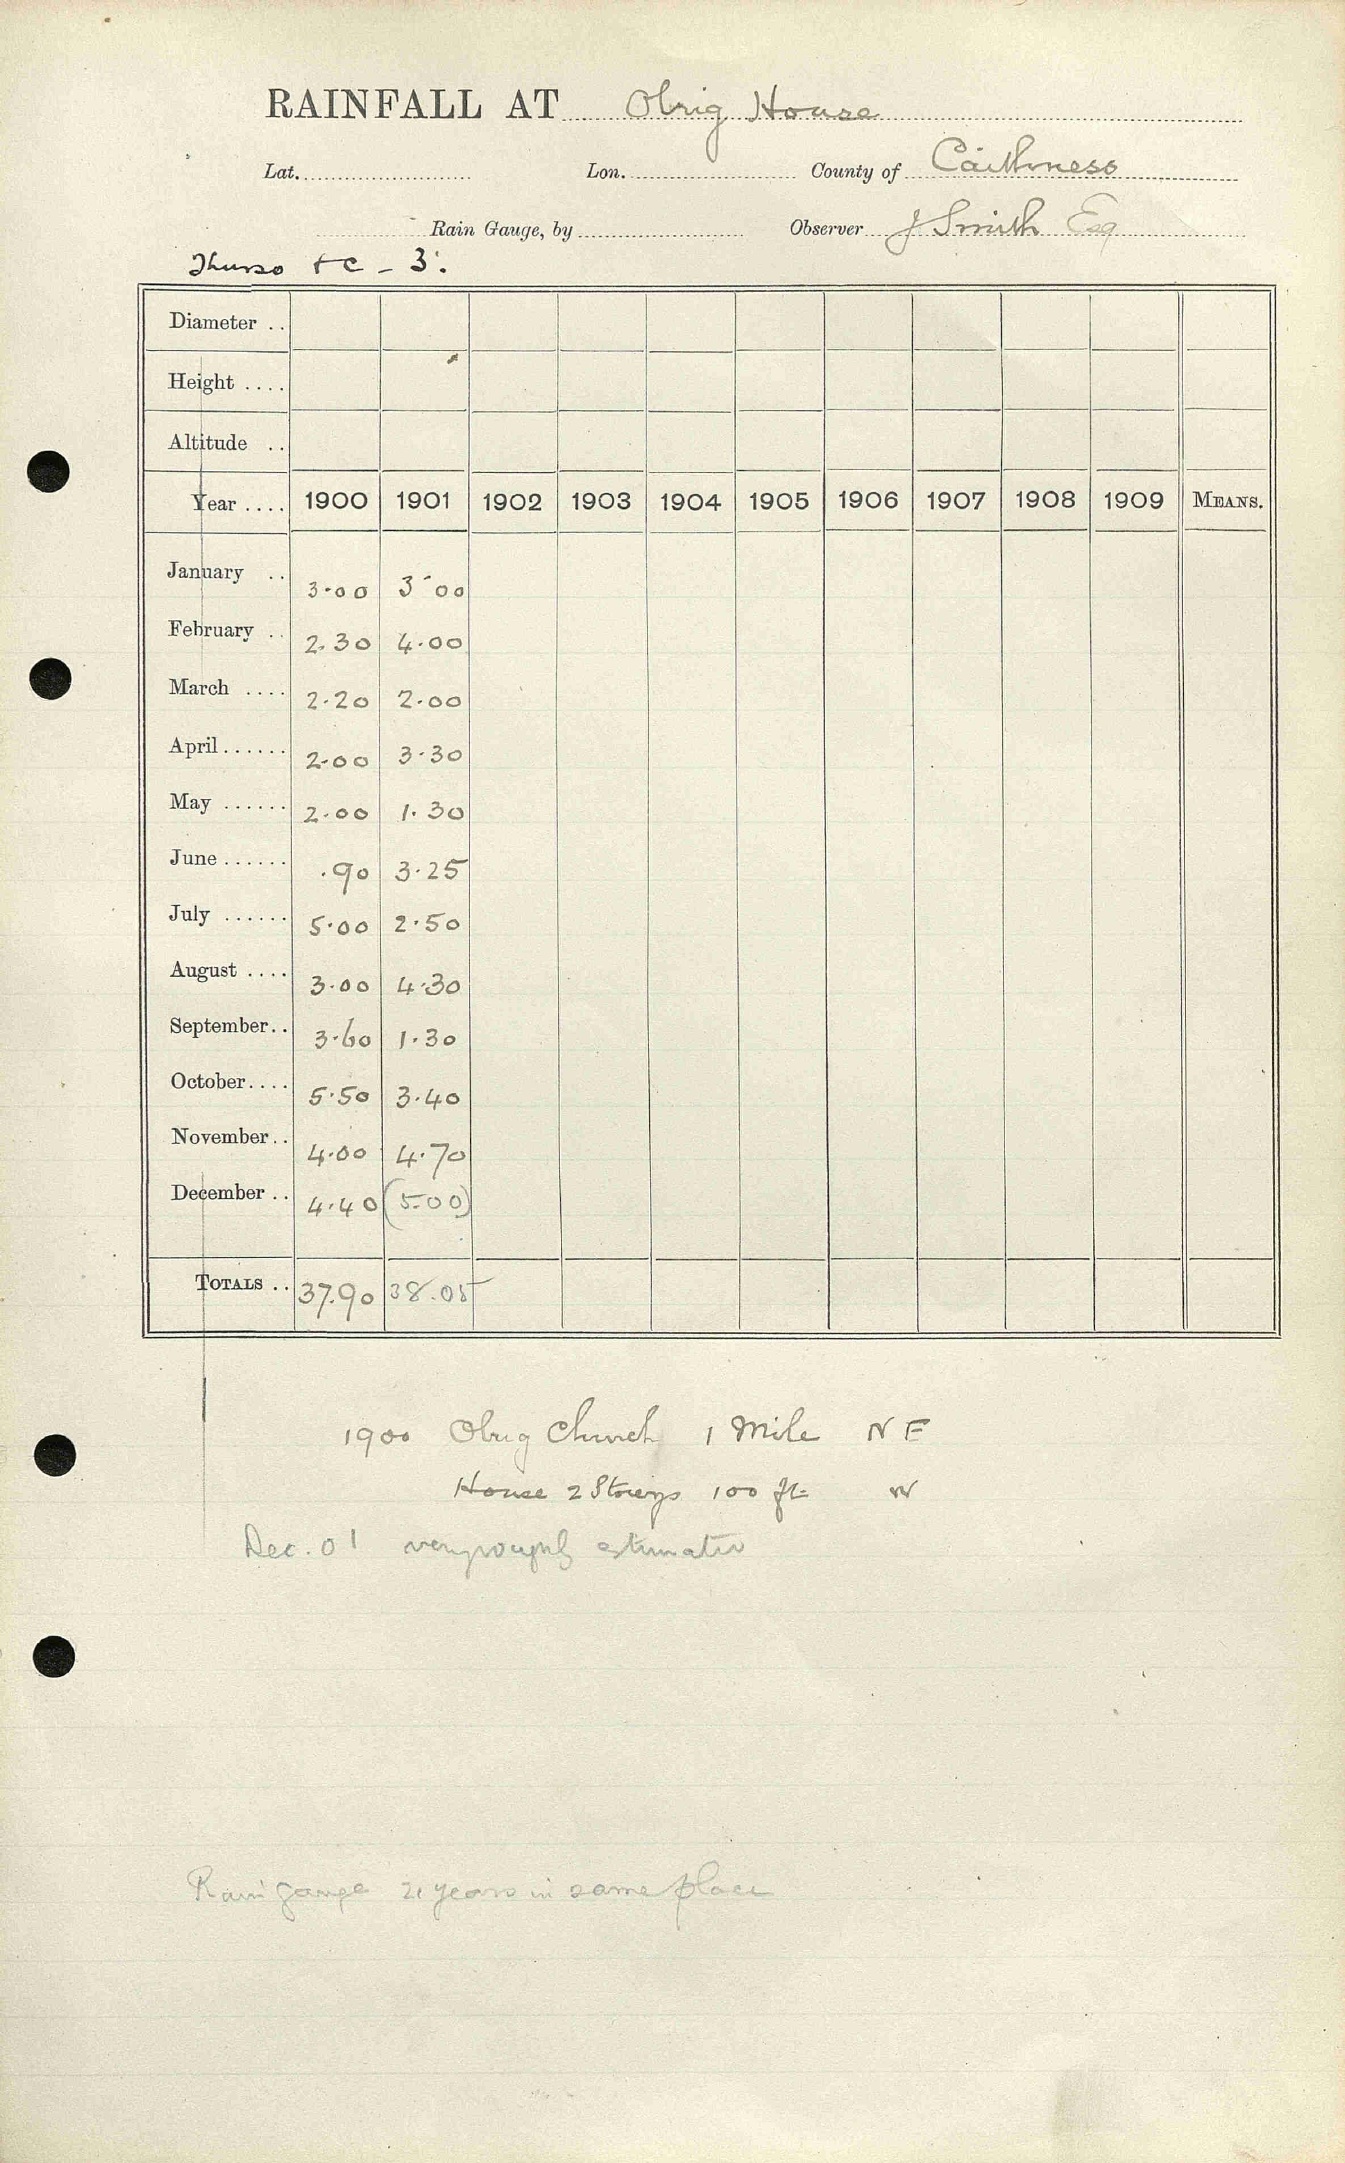 RAINFALL AT Olrig House
Lat. Lon. County of Caithness
Rain Gauge, by Observer J Smith Esq
Thurso &c - 3.
Diameter ..
Height ....
Altitude ..
Year .... 1900 1901 1902 1903 1904 1905 1906 1907 1908 1909 MEANS.
January .. 3.00 3.00
February .. 2.30 4.00
March .... 2.20 2.00
April ...... 2.00 3.30
May ...... 2.00 1.30
June ...... .90 3.25
July ...... 5.00 2.50
August .... 3.00 4.30
September.. 3.60 1.30
October.... 5.50 3.40
November.. 4.00 4.70
December .. 4.40 (5.00)
TOTALS .. 37.90 38.05
1900 Olrig Church 1 Mile NE
House 2 Storeys 100 ft W
Dec. 01 very roughly estimated
Rain gauge 21 years in same place